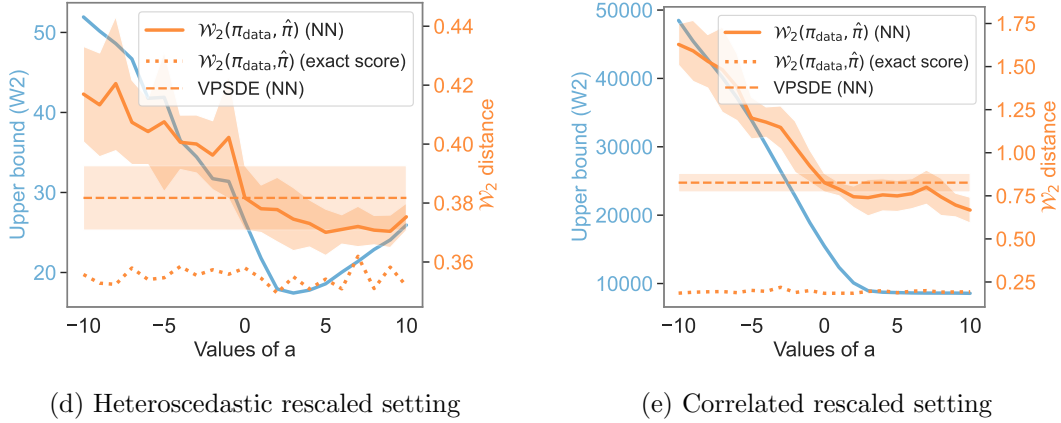 50
40
30
20
Upper bound (W2)
0.44
0.42
0.40
0.38
0.36
𝒲₂ distance
𝒲₂(π_data, π̂) (NN)
𝒲₂(π_data,π̂) (exact score)
VPSDE (NN)
−10 −5 0 5 10
Values of a
(d) Heteroscedastic rescaled setting
50000
40000
30000
20000
10000
Upper bound (W2)
1.75
1.50
1.25
1.00
0.75
0.50
0.25
𝒲₂ distance
𝒲₂(π_data, π̂) (NN)
𝒲₂(π_data,π̂) (exact score)
VPSDE (NN)
−10 −5 0 5 10
Values of a
(e) Correlated rescaled setting